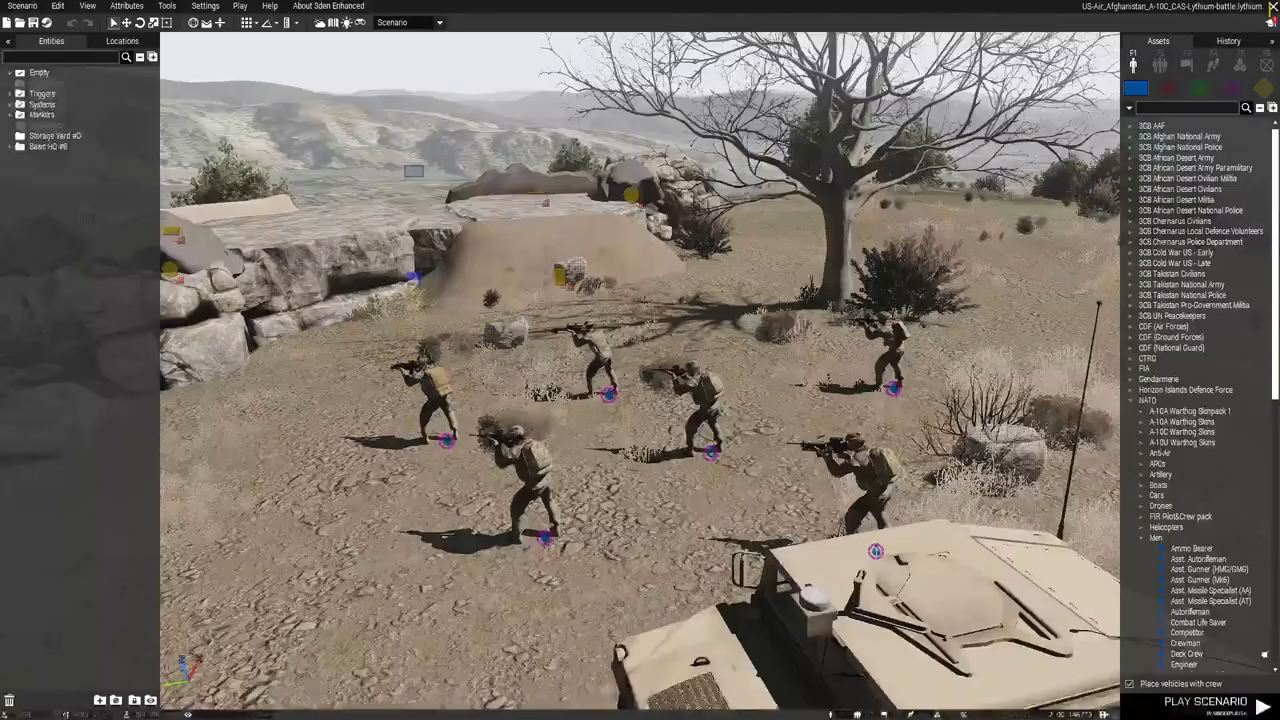 Scenario Edit View Attributes Tools Settings Play Help About 3den Enhanced
US-Air_Afghanistan_A-10C_CAS-Lythium-battle.lythium
Scenario
Entities Locations
Empty
Triggers
Systems
Markers
Storage Yard #0
Basic HQ #8
Assets History
F1
3CB AAF
3CB Afghan National Army
3CB Afghan National Police
3CB African Desert Army
3CB African Desert Army Paramilitary
3CB African Desert Civilian Militia
3CB African Desert Civilians
3CB African Desert Militia
3CB African Desert National Police
3CB Chernarus Civilians
3CB Chernarus Local Defence Volunteers
3CB Chernarus Police Department
3CB Cold War US - Early
3CB Cold War US - Late
3CB Takistan Civilians
3CB Takistan National Army
3CB Takistan National Police
3CB Takistan Pro-Government Militia
3CB UN Peacekeepers
CDF (Air Forces)
CDF (Ground Forces)
CDF (National Guard)
CTRG
FIA
Gendarmerie
Horizon Islands Defence Force
NATO
A-10A Warthog Skinpack 1
A-10A Warthog Skins
A-10C Warthog Skins
A-10U Warthog Skins
Anti-Air
APCs
Artillery
Boats
Cars
Drones
FIR Pilot&Crew pack
Helicopters
Men
Ammo Bearer
Asst. Autorifleman
Asst. Gunner (HMG/GMG)
Asst. Gunner (Mk6)
Asst. Missile Specialist (AA)
Asst. Missile Specialist (AT)
Autorifleman
Combat Life Saver
Competitor
Crewman
Deck Crew
Engineer
Place vehicles with crew
PLAY SCENARIO